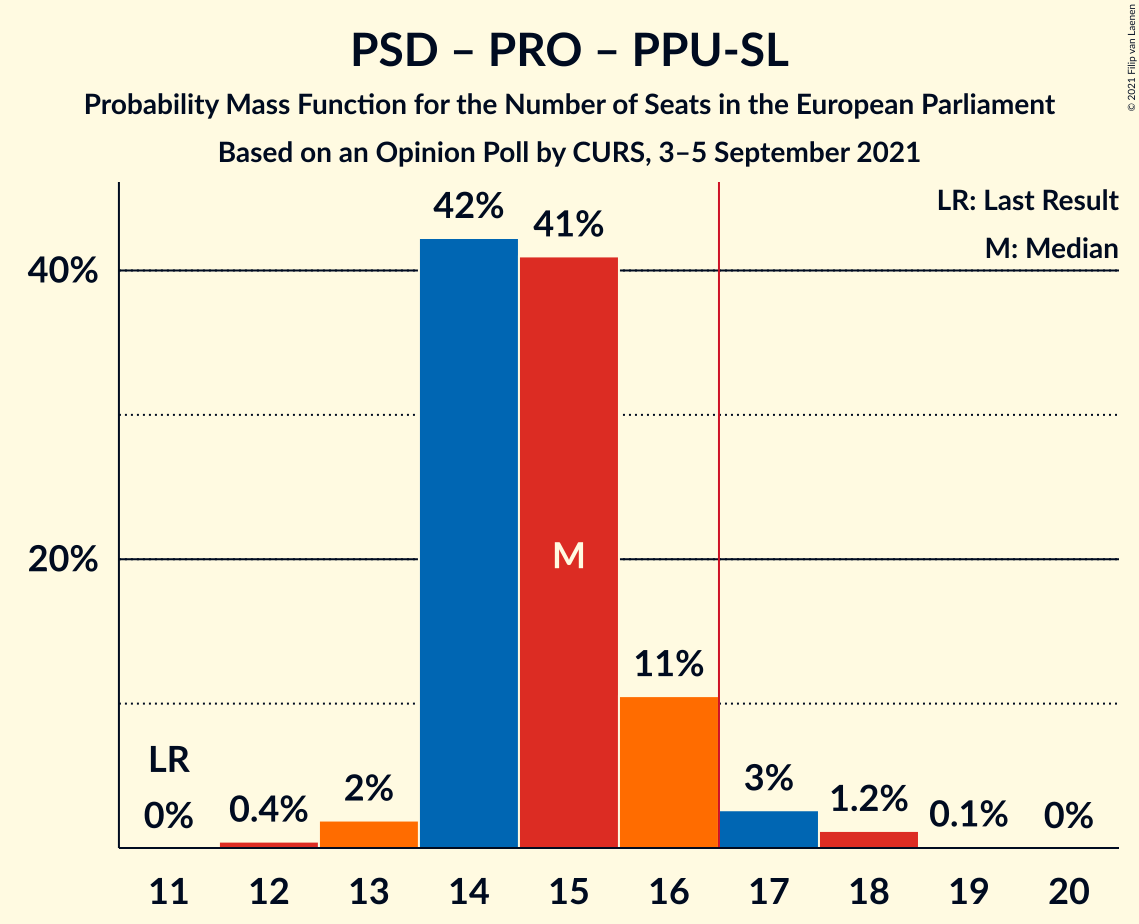 PSD – PRO – PPU-SL
Probability Mass Function for the Number of Seats in the European Parliament
Based on an Opinion Poll by CURS, 3–5 September 2021
© 2021 Filip van Laenen
LR: Last Result
M: Median
40%
20%
LR
0%
0.4%
2%
42%
41%
M
11%
3%
1.2%
0.1%
0%
11 12 13 14 15 16 17 18 19 20